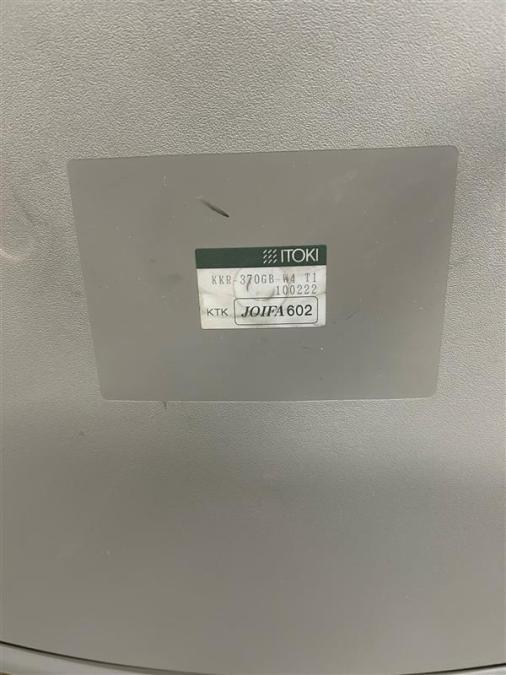 ITOKI
KKR-370GB-W4 T1
100222
KTK JOIFA602